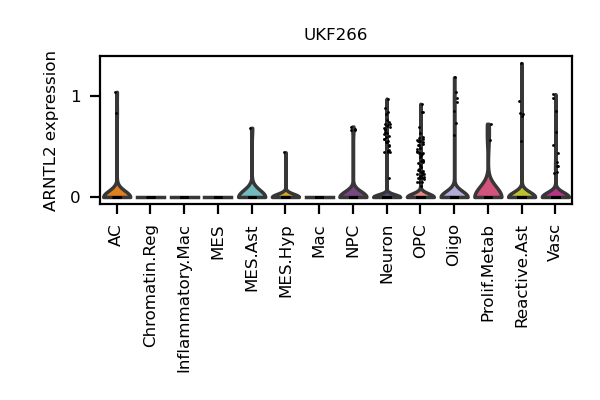 UKF266
ARNTL2 expression
1
0
AC
Chromatin.Reg
Inflammatory.Mac
MES
MES.Ast
MES.Hyp
Mac
NPC
Neuron
OPC
Oligo
Prolif.Metab
Reactive.Ast
Vasc